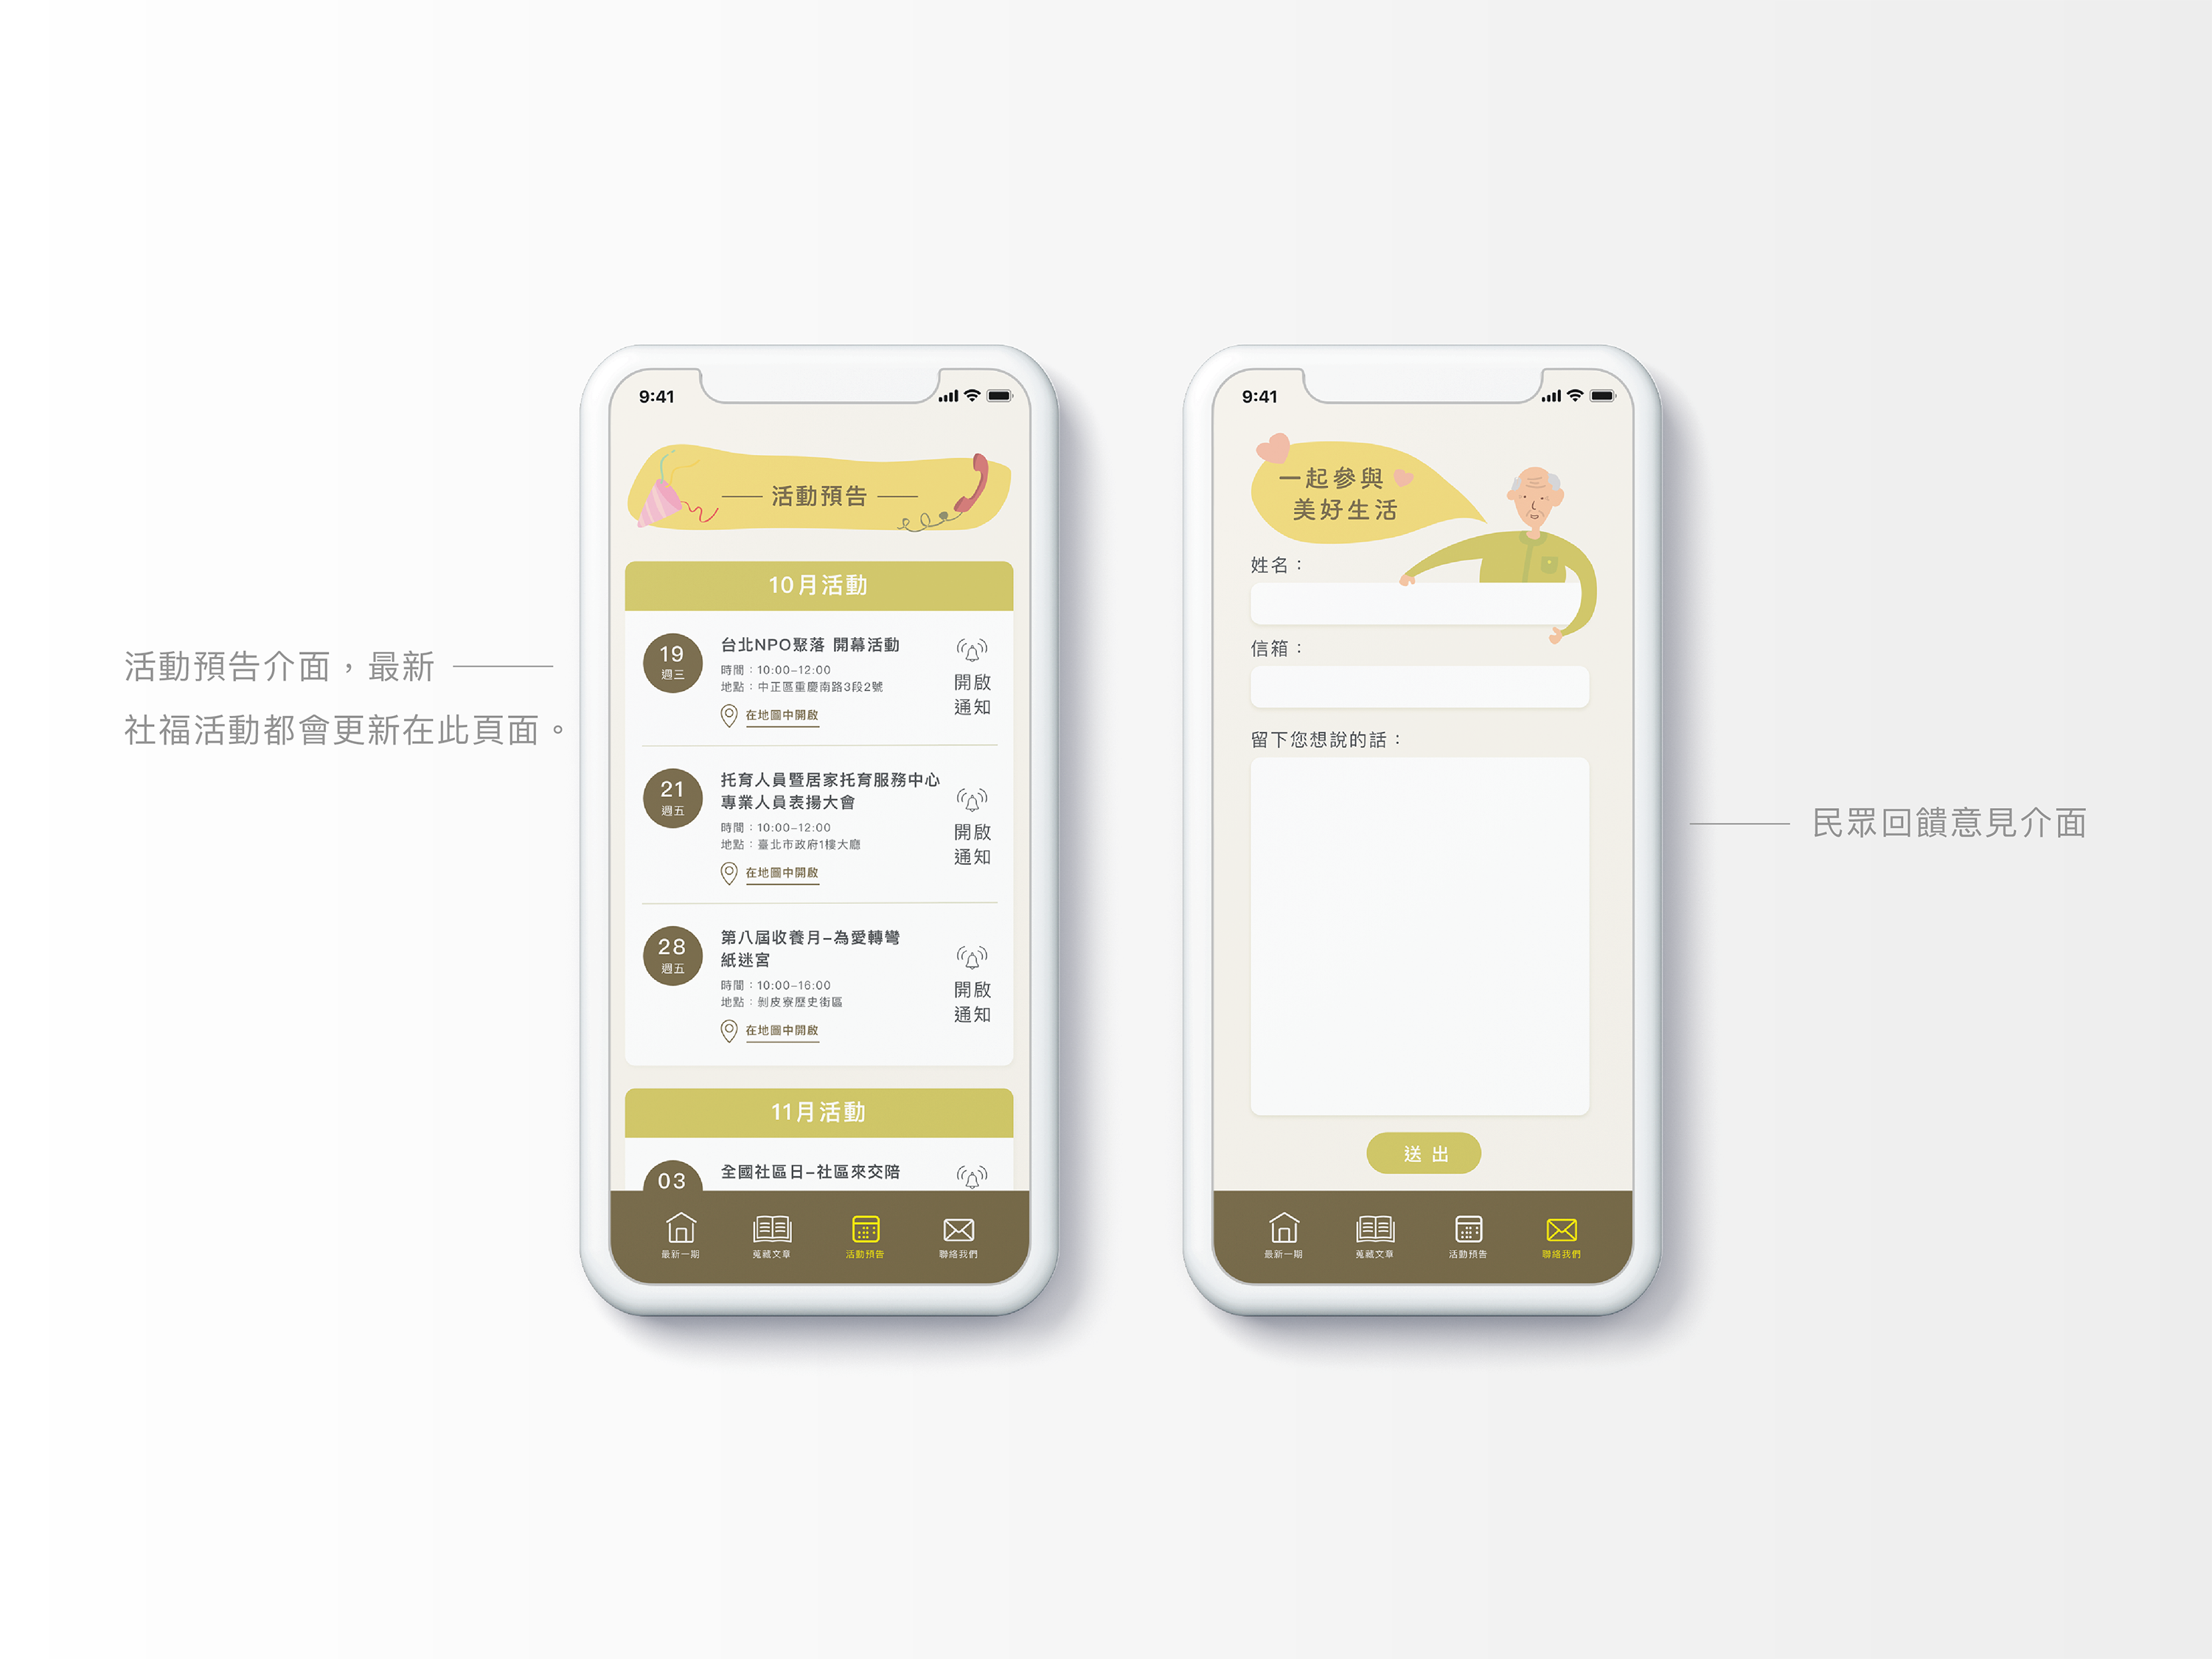 活動預告介面，最新
社福活動都會更新在此頁面。
9:41
活動預告
10月活動
19
週三
台北NPO聚落 開幕活動
時間：10:00–12:00
地點：中正區重慶南路3段2號
在地圖中開啟
開啟
通知
21
週五
托育人員暨居家托育服務中心
專業人員表揚大會
時間：10:00–12:00
地點：臺北市政府1樓大廳
在地圖中開啟
開啟
通知
28
週五
第八屆收養月–為愛轉彎
紙迷宮
時間：10:00–16:00
地點：剝皮寮歷史街區
在地圖中開啟
開啟
通知
11月活動
03
全國社區日–社區來交陪
最新一期
蒐藏文章
活動預告
聯絡我們
9:41
一起參與
美好生活
姓名：
信箱：
留下您想說的話：
送出
最新一期
蒐藏文章
活動預告
聯絡我們
民眾回饋意見介面